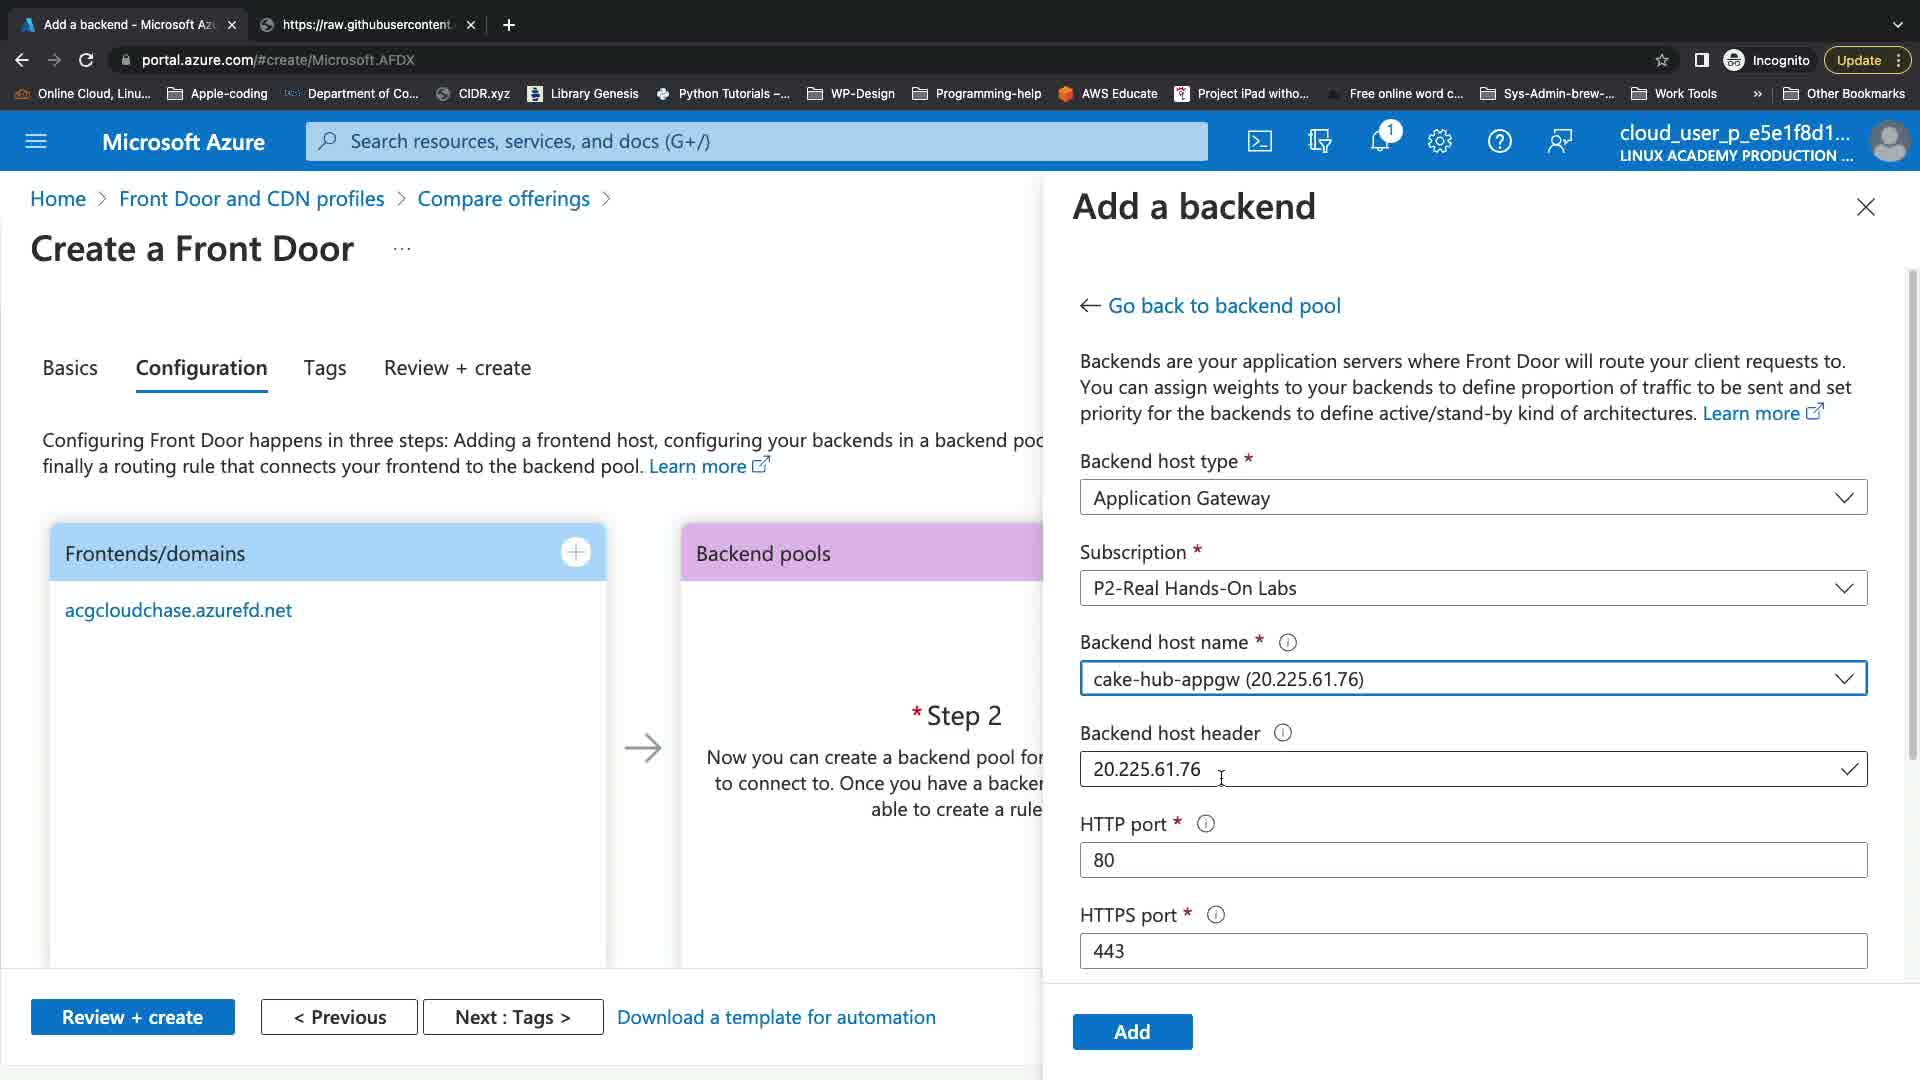 Add a backend - Microsoft Az
https://raw.githubusercontent
portal.azure.com/#create/Microsoft.AFDX
Incognito
Update
Online Cloud, Linu...
Apple-coding
Department of Co...
CIDR.xyz
Library Genesis
Python Tutorials –...
WP-Design
Programming-help
AWS Educate
Project iPad witho...
Free online word c...
Sys-Admin-brew-...
Work Tools
»
Other Bookmarks
Microsoft Azure
Search resources, services, and docs (G+/)
1
cloud_user_p_e5e1f8d1...
LINUX ACADEMY PRODUCTION ...
Home > Front Door and CDN profiles > Compare offerings >
Create a Front Door ...
Basics
Configuration
Tags
Review + create
Configuring Front Door happens in three steps: Adding a frontend host, configuring your backends in a backend poo
finally a routing rule that connects your frontend to the backend pool. Learn more
Frontends/domains
acgcloudchase.azurefd.net
Backend pools
* Step 2
Now you can create a backend pool for
to connect to. Once you have a backen
able to create a rule
Review + create
< Previous
Next : Tags >
Download a template for automation
Add a backend
Go back to backend pool
Backends are your application servers where Front Door will route your client requests to.
You can assign weights to your backends to define proportion of traffic to be sent and set
priority for the backends to define active/stand-by kind of architectures. Learn more
Backend host type *
Application Gateway
Subscription *
P2-Real Hands-On Labs
Backend host name *
cake-hub-appgw (20.225.61.76)
Backend host header
20.225.61.76
HTTP port *
80
HTTPS port *
443
Add